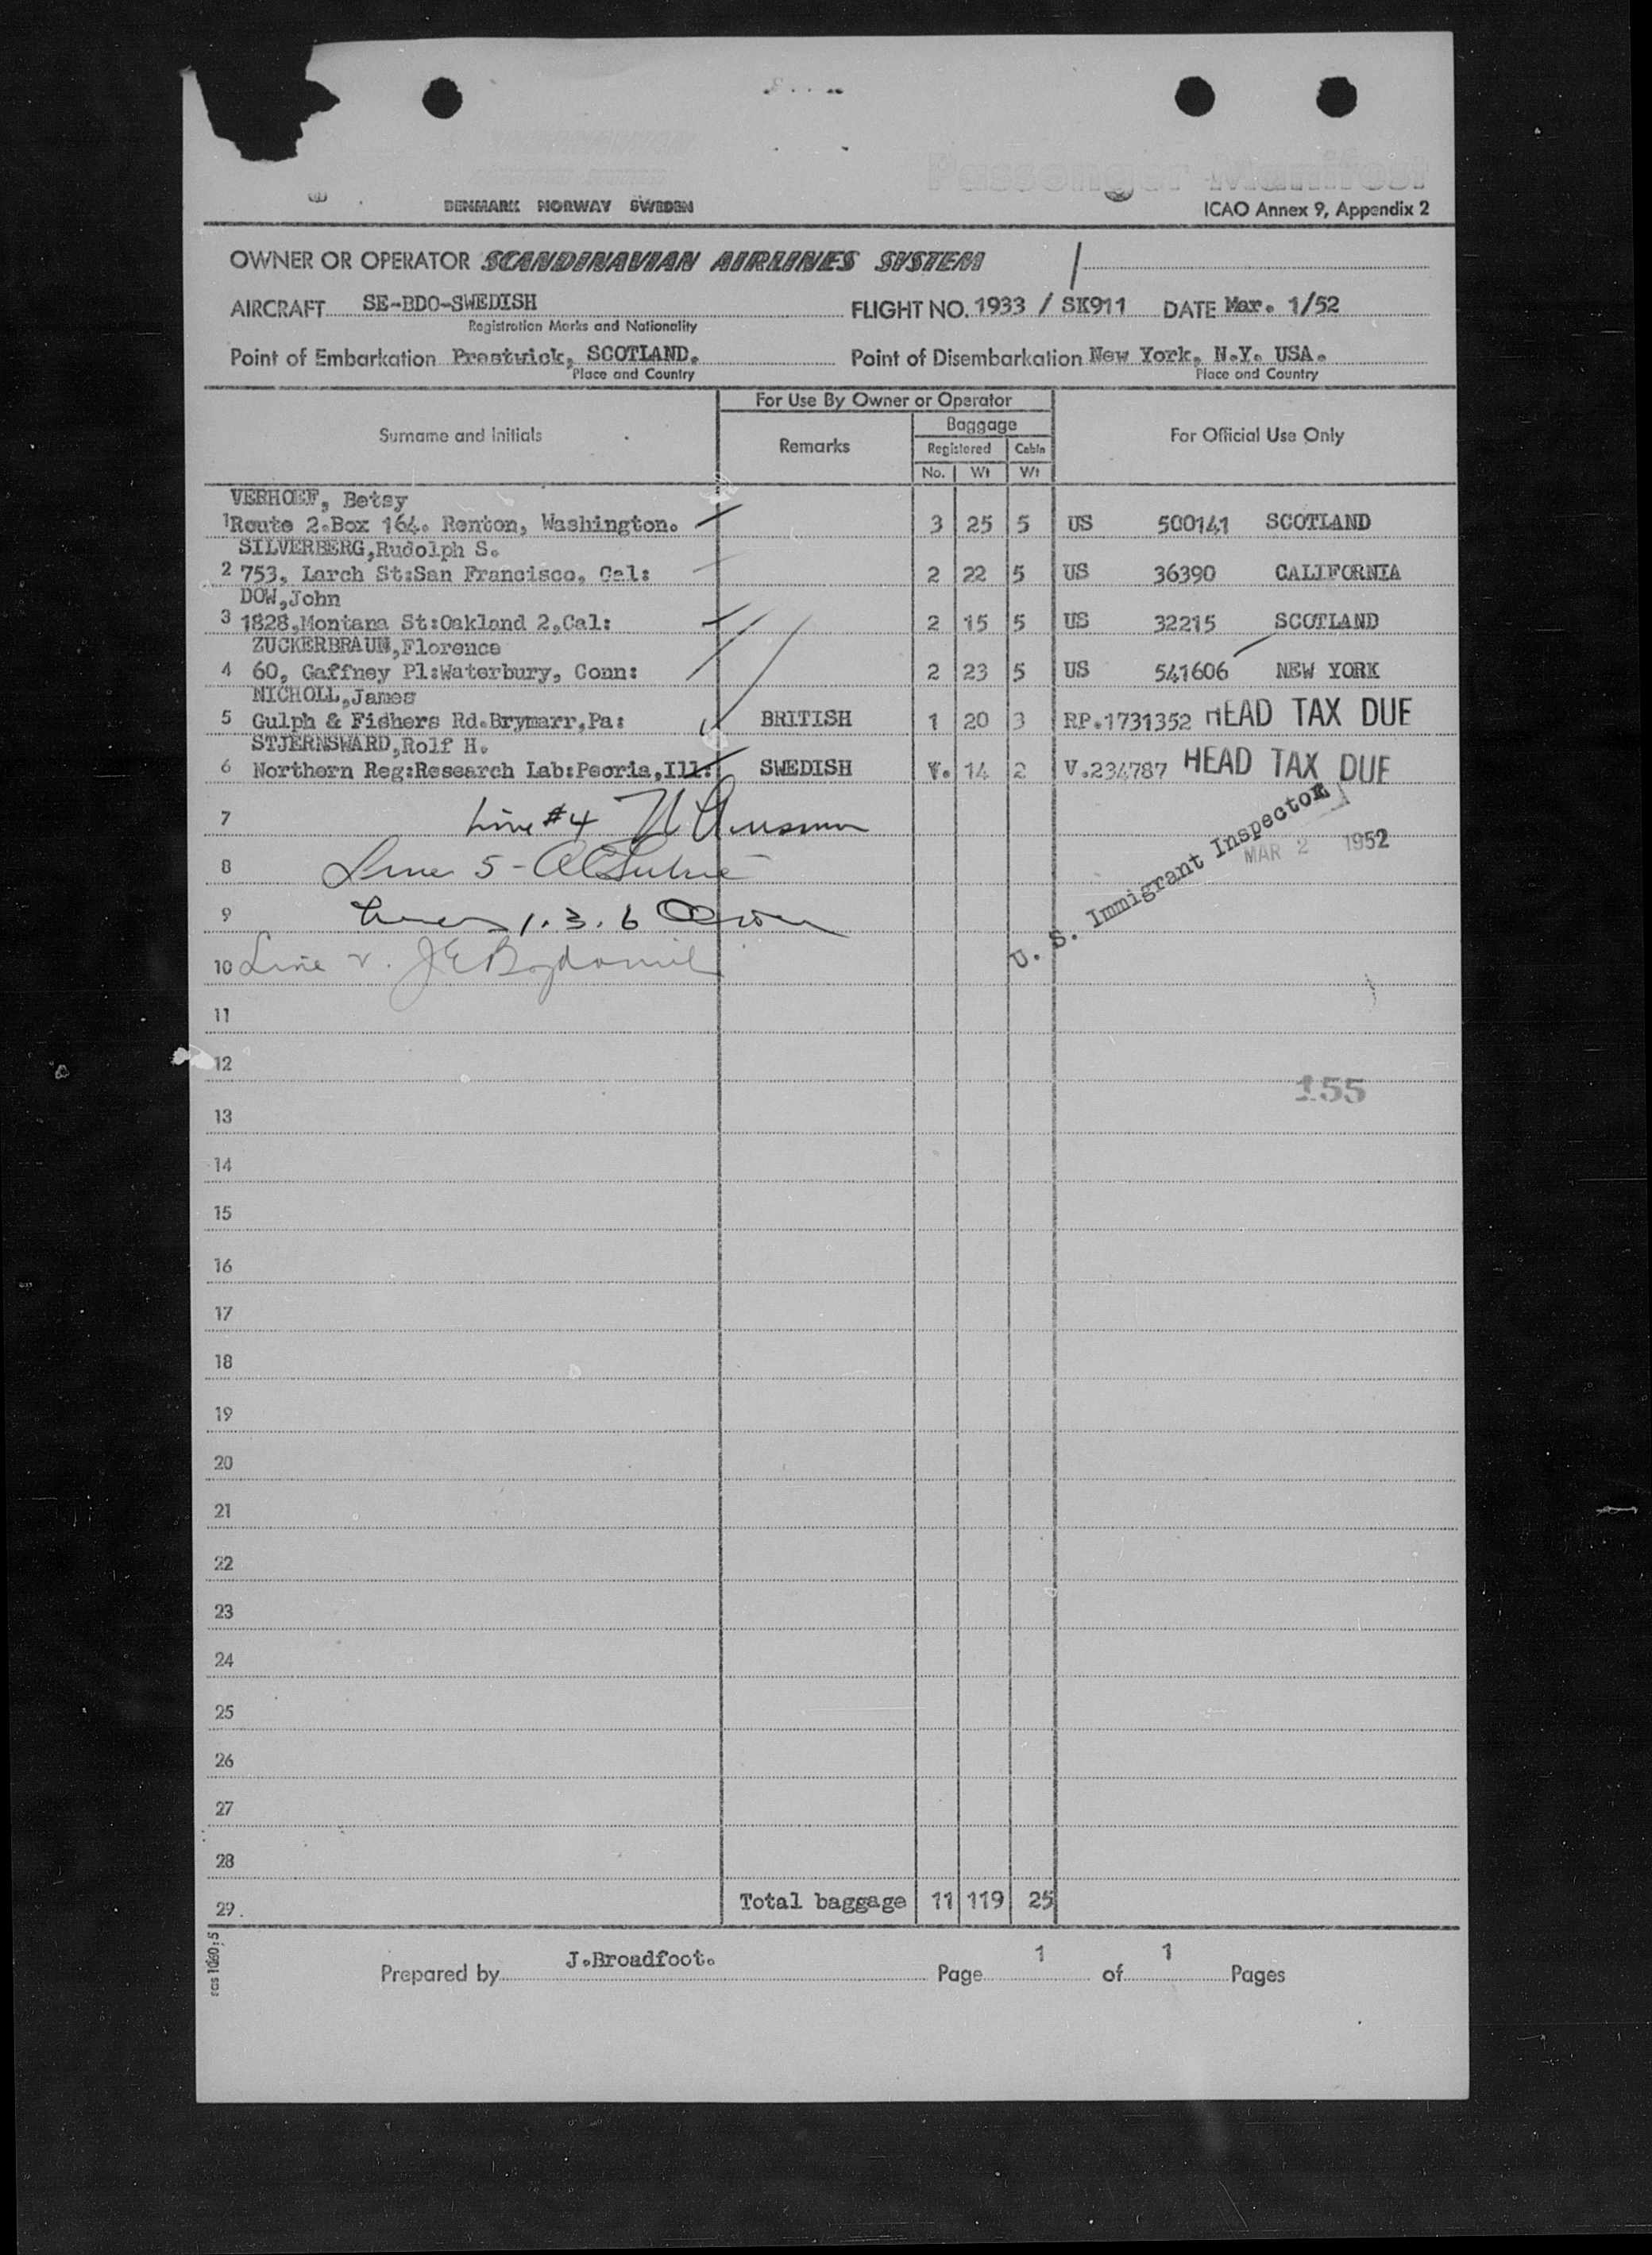 Passenger Manifest
DENMARK NORWAY SWEDEN
ICAO Annex 9, Appendix 2
OWNER OR OPERATOR SCANDINAVIAN AIRLINES SYSTEM
AIRCRAFT SE-BDO-SWEDISH FLIGHT NO. 1933 / SK911 DATE Mar. 1/52
Registration Marks and Nationality
Point of Embarkation Prestwick, SCOTLAND. Point of Disembarkation New York, N.Y. USA.
Place and Country Place and Country
For Use By Owner or Operator
Surname and Initials Remarks Baggage For Official Use Only
Registered Cabin
No. Wt Wt
VERHOEF, Betsy
1 Route 2.Box 164. Renton, Washington. 3 25 5 US 500141 SCOTLAND
SILVERBERG,Rudolph S.
2 753, Larch St:San Francisco, Cal: 2 22 5 US 36390 CALIFORNIA
DOW,John
3 1828,Montana St:Oakland 2,Cal: 2 15 5 US 32215 SCOTLAND
ZUCKERBRAUN,Florence
4 60, Gaffney Pl:Waterbury, Conn: 2 23 5 US 541606 NEW YORK
NICHOLL,James
5 Gulph & Fishers Rd.Brymarr,Pa: BRITISH 1 20 3 RP.1731352 HEAD TAX DUE
STJERNSWARD,Rolf H.
6 Northern Reg:Research Lab:Peoria,Ill: SWEDISH 1. 14 2 V.234787 HEAD TAX DUE
7 Line #4
8 Line 5-
9 Lines 1.3.6
10 Line
U. S. Immigrant Inspector
MAR 2 1952
11
12
155
13
14
15
16
17
18
19
20
21
22
23
24
25
26
27
28
29. Total baggage 11 119 25
Prepared by J.Broadfoot. Page 1 of 1 Pages